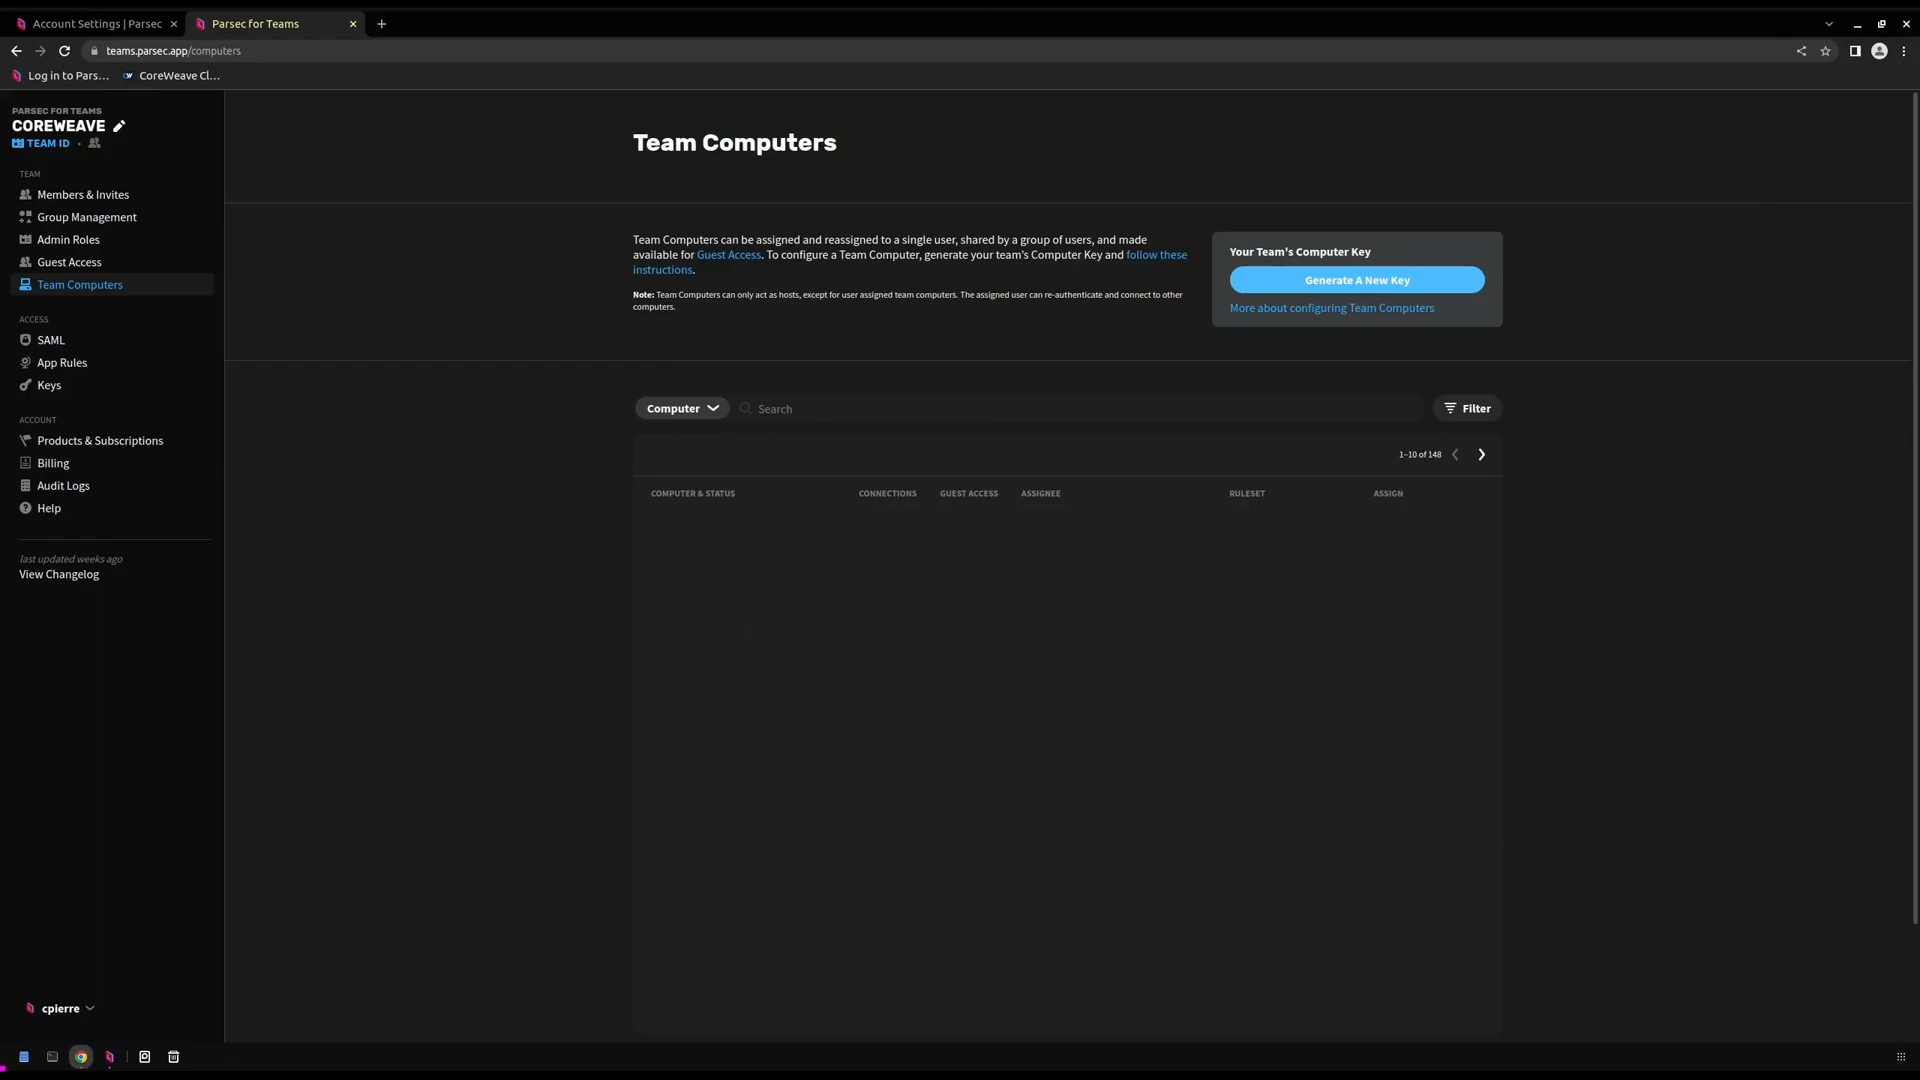 Account Settings | Parsec
Parsec for Teams
teams.parsec.app/computers
Log in to Pars...
CoreWeave Cl...
PARSEC FOR TEAMS
COREWEAVE
TEAM ID
TEAM
Members & Invites
Group Management
Admin Roles
Guest Access
Team Computers
ACCESS
SAML
App Rules
Keys
ACCOUNT
Products & Subscriptions
Billing
Audit Logs
Help
last updated weeks ago
View Changelog
cpierre
Team Computers
Team Computers can be assigned and reassigned to a single user, shared by a group of users, and made
available for Guest Access. To configure a Team Computer, generate your team's Computer Key and follow these
instructions.
Note: Team Computers can only act as hosts, except for user assigned team computers. The assigned user can re-authenticate and connect to other
computers.
Your Team's Computer Key
Generate A New Key
More about configuring Team Computers
Computer
Search
Filter
1-10 of 148
COMPUTER & STATUS
CONNECTIONS
GUEST ACCESS
ASSIGNEE
RULESET
ASSIGN